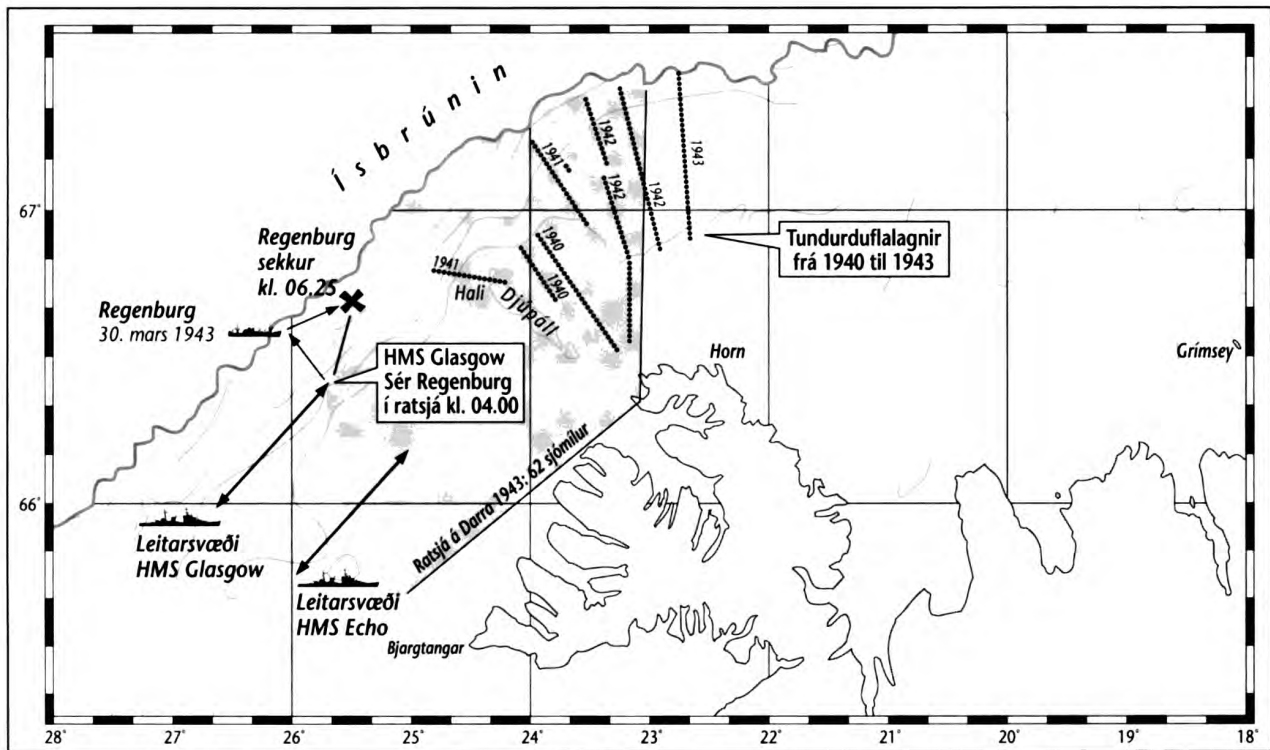 Ísbrúnin
1941
1942
1942
1942
1943
67°
Regenburg
sekkur
kl. 06.25
1941
Hali
1940
1940
Djúpáll
Tundurduflalagnir
frá 1940 til 1943
Regenburg
30. mars 1943
HMS Glasgow
Sér Regenburg
í ratsjá kl. 04.00
Horn
Grímsey
66°
Ratsjá á Darra 1943: 62 sjómílur
Leitarsvæði
HMS Glasgow
Leitarsvæði
HMS Echo
Bjargtangar
28 27° 26° 25° 24° 23° 22° 21° 20° 19° 18°